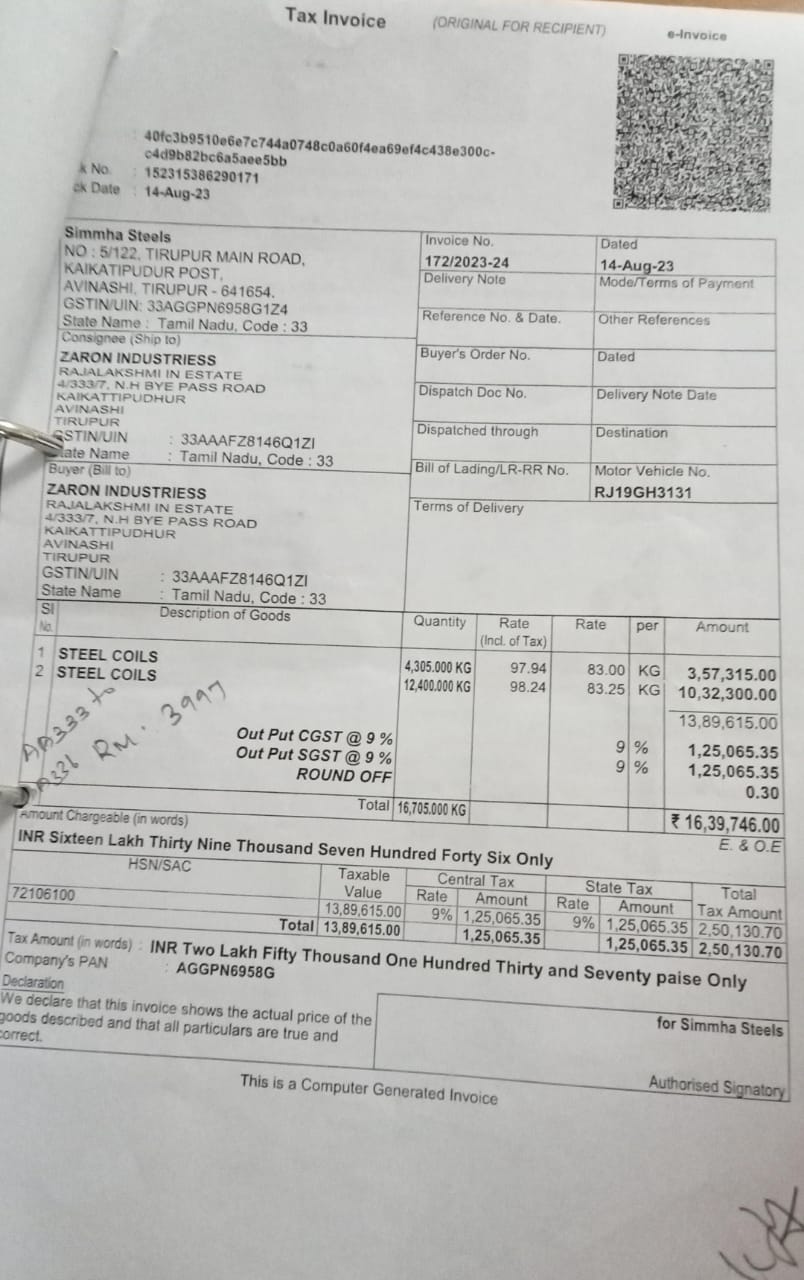 Tax Invoice
(ORIGINAL FOR RECIPIENT)
e-Invoice
40fc3b9510e6e7c744a0748c0a60f4ea69ef4c438e300c-
c4d9b82bc6a5aee5bb
k No. : 152315386290171
ck Date : 14-Aug-23
Simmha Steels
NO : 5/122, TIRUPUR MAIN ROAD,
KAIKATIPUDUR POST,
AVINASHI, TIRUPUR - 641654.
GSTIN/UIN: 33AGGPN6958G1Z4
State Name : Tamil Nadu, Code : 33
Invoice No.
172/2023-24
Dated
14-Aug-23
Delivery Note
Mode/Terms of Payment
Reference No. & Date.
Other References
Consignee (Ship to)
ZARON INDUSTRIESS
RAJALAKSHMI IN ESTATE
4/333/7, N.H BYE PASS ROAD
KAIKATTIPUDHUR
AVINASHI
TIRUPUR
GSTIN/UIN : 33AAAFZ8146Q1ZI
tate Name : Tamil Nadu, Code : 33
Buyer's Order No.
Dated
Dispatch Doc No.
Delivery Note Date
Dispatched through
Destination
Bill of Lading/LR-RR No.
Motor Vehicle No.
RJ19GH3131
Buyer (Bill to)
ZARON INDUSTRIESS
RAJALAKSHMI IN ESTATE
4/333/7, N.H BYE PASS ROAD
KAIKATTIPUDHUR
AVINASHI
TIRUPUR
GSTIN/UIN : 33AAAFZ8146Q1ZI
State Name : Tamil Nadu, Code : 33
Terms of Delivery
Sl No. Description of Goods Quantity Rate (Incl. of Tax) Rate per Amount
1 STEEL COILS 4,305.000 KG 97.94 83.00 KG 3,57,315.00
2 STEEL COILS 12,400.000 KG 98.24 83.25 KG 10,32,300.00
13,89,615.00
AA333 to
A336 RM. 3997
Out Put CGST @ 9 % 9 % 1,25,065.35
Out Put SGST @ 9 % 9 % 1,25,065.35
ROUND OFF 0.30
Total 16,705.000 KG ₹ 16,39,746.00
Amount Chargeable (in words) E. & O.E
INR Sixteen Lakh Thirty Nine Thousand Seven Hundred Forty Six Only
HSN/SAC Taxable Value Central Tax State Tax Total Tax Amount
Rate Amount Rate Amount
72106100 13,89,615.00 9% 1,25,065.35 9% 1,25,065.35 2,50,130.70
Total 13,89,615.00 1,25,065.35 1,25,065.35 2,50,130.70
Tax Amount (in words) : INR Two Lakh Fifty Thousand One Hundred Thirty and Seventy paise Only
Company's PAN : AGGPN6958G
Declaration
We declare that this invoice shows the actual price of the
goods described and that all particulars are true and
correct.
for Simmha Steels
Authorised Signatory
This is a Computer Generated Invoice